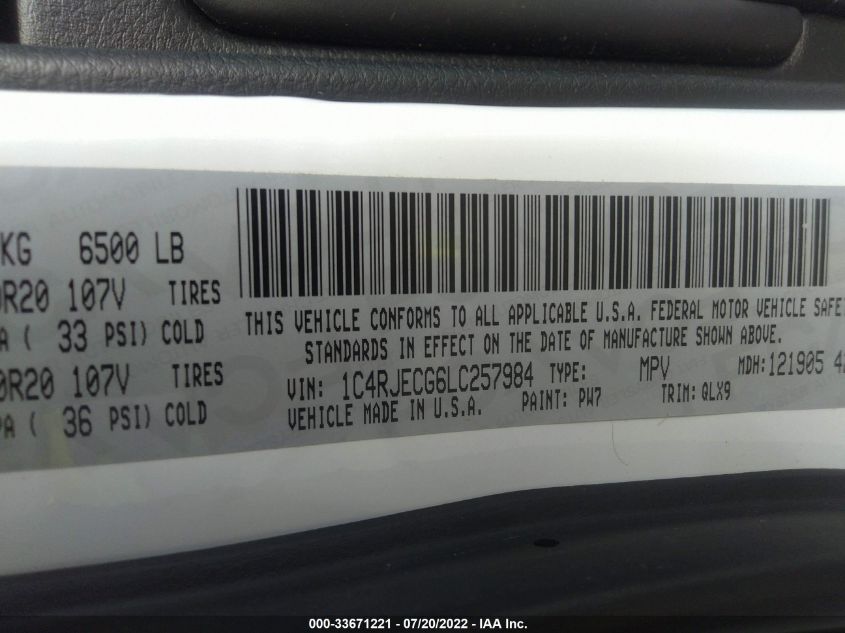 KG 6500 LB
0R20 107V TIRES
A ( 33 PSI) COLD
0R20 107V TIRES
PA ( 36 PSI) COLD
THIS VEHICLE CONFORMS TO ALL APPLICABLE U.S.A. FEDERAL MOTOR VEHICLE SAFE
STANDARDS IN EFFECT ON THE DATE OF MANUFACTURE SHOWN ABOVE.
VIN: 1C4RJECG6LC257984 TYPE: MPV MDH:121905 42
VEHICLE MADE IN U.S.A. PAINT: PW7 TRIM: QLX9
000-33671221 / 07/20/2022 - IAA Inc.